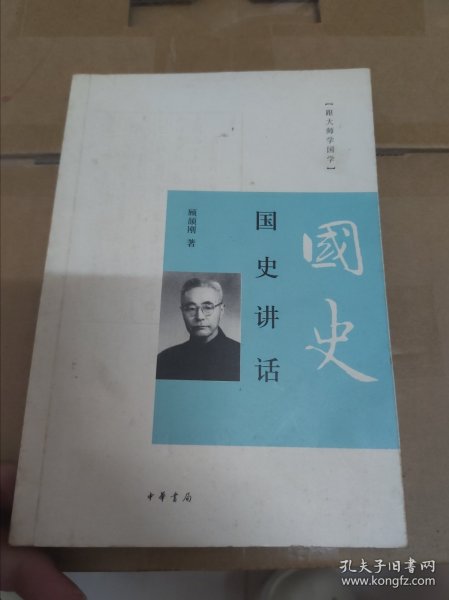 【跟大师学国学】
國史
国史讲话
顾颉刚 著
中華書局
孔夫子旧书网
www.kongfz.com